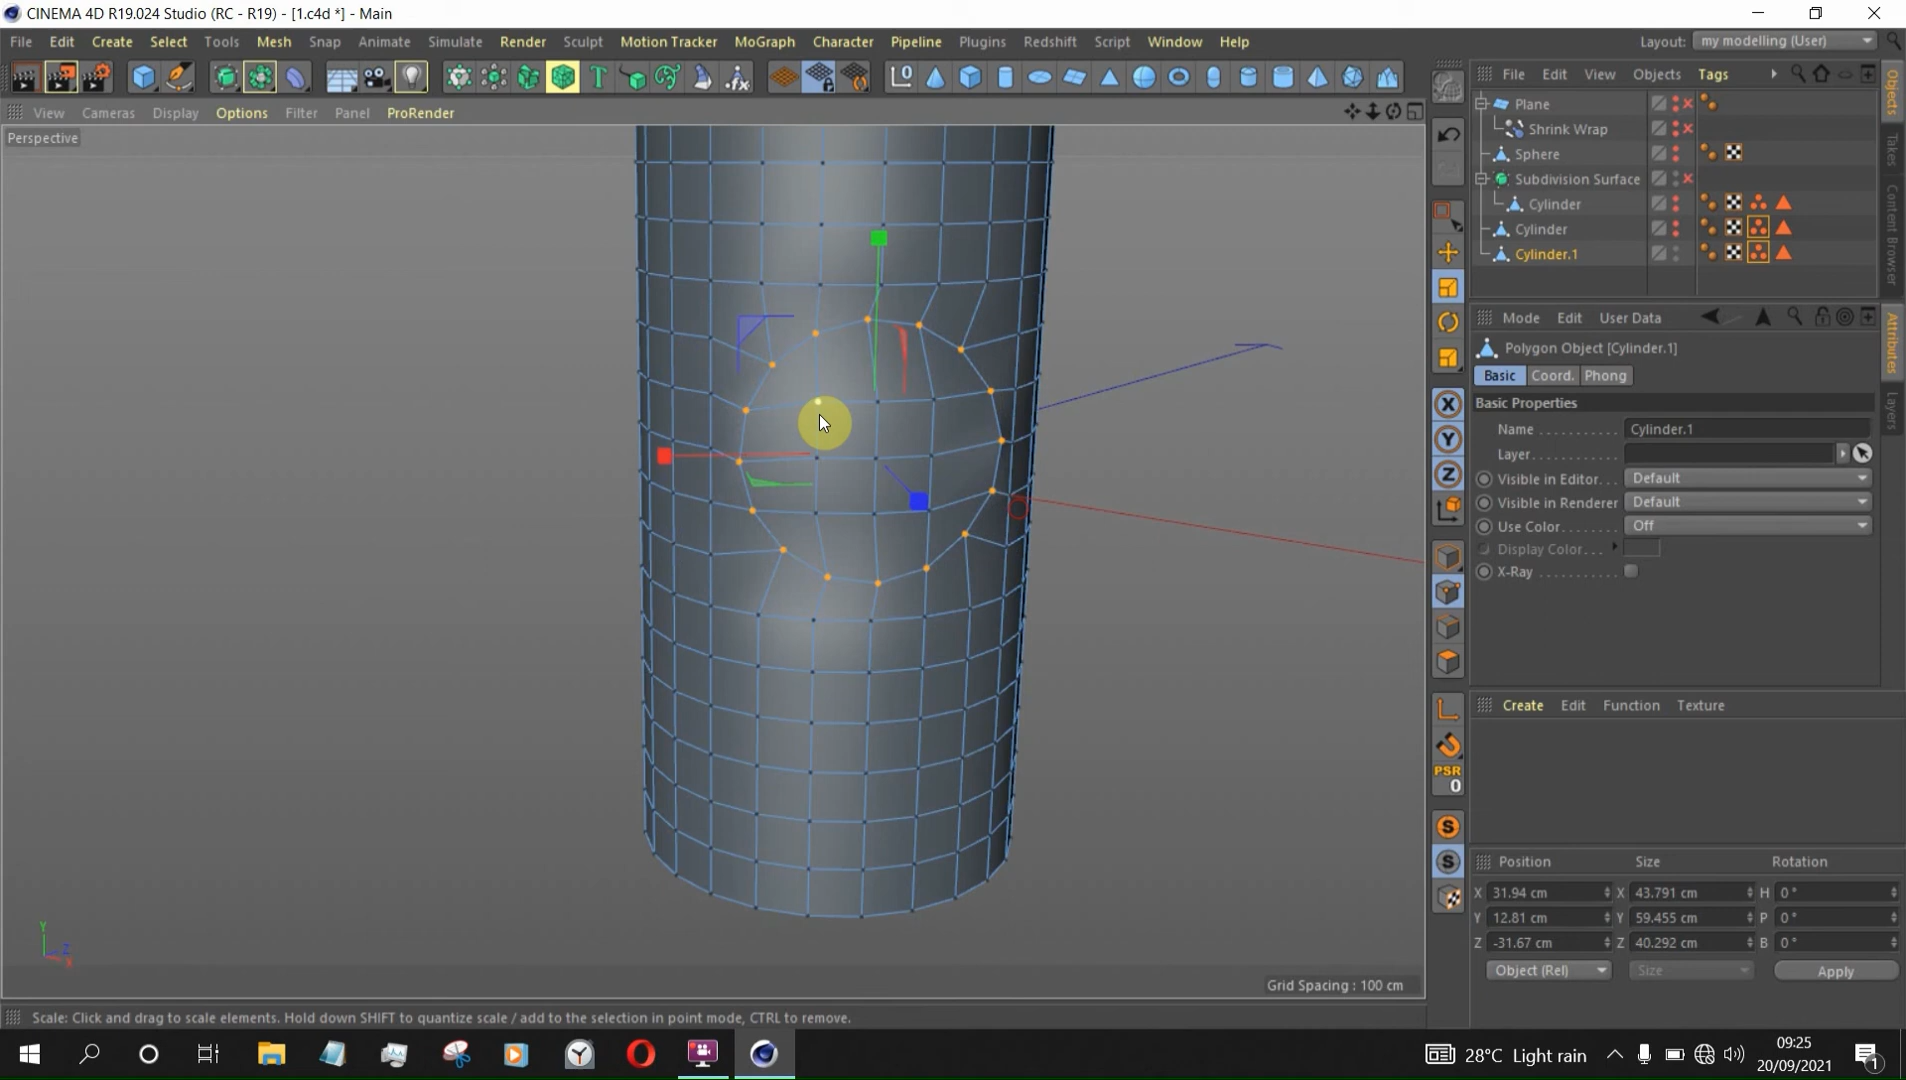 CINEMA 4D R19.024 Studio (RC - R19) - [1.c4d *] - Main
File Edit Create Select Tools Mesh Snap Animate Simulate Render Sculpt Motion Tracker MoGraph Character Pipeline Plugins Redshift Script Window Help Layout: my modelling (User)
View Cameras Display Options Filter Panel ProRender
Perspective
File Edit View Objects Tags
Plane
Shrink Wrap
Sphere
Subdivision Surface
Cylinder
Cylinder
Cylinder.1
Objects
Takes
Content Browser
Mode Edit User Data
Polygon Object [Cylinder.1]
Basic Coord. Phong
Basic Properties
Name Cylinder.1
Layer
Visible in Editor Default
Visible in Renderer Default
Use Color Off
Display Color
X-Ray
Attributes
Layers
X
Y
Z
PSR
0
S
S
Create Edit Function Texture
Position Size Rotation
X 31.94 cm X 43.791 cm H 0°
Y 12.81 cm Y 59.455 cm P 0°
Z -31.67 cm Z 40.292 cm B 0°
Object (Rel) Size Apply
Y
Z
X
Grid Spacing : 100 cm
Scale: Click and drag to scale elements. Hold down SHIFT to quantize scale / add to the selection in point mode, CTRL to remove.
28°C Light rain
09:25
20/09/2021
1